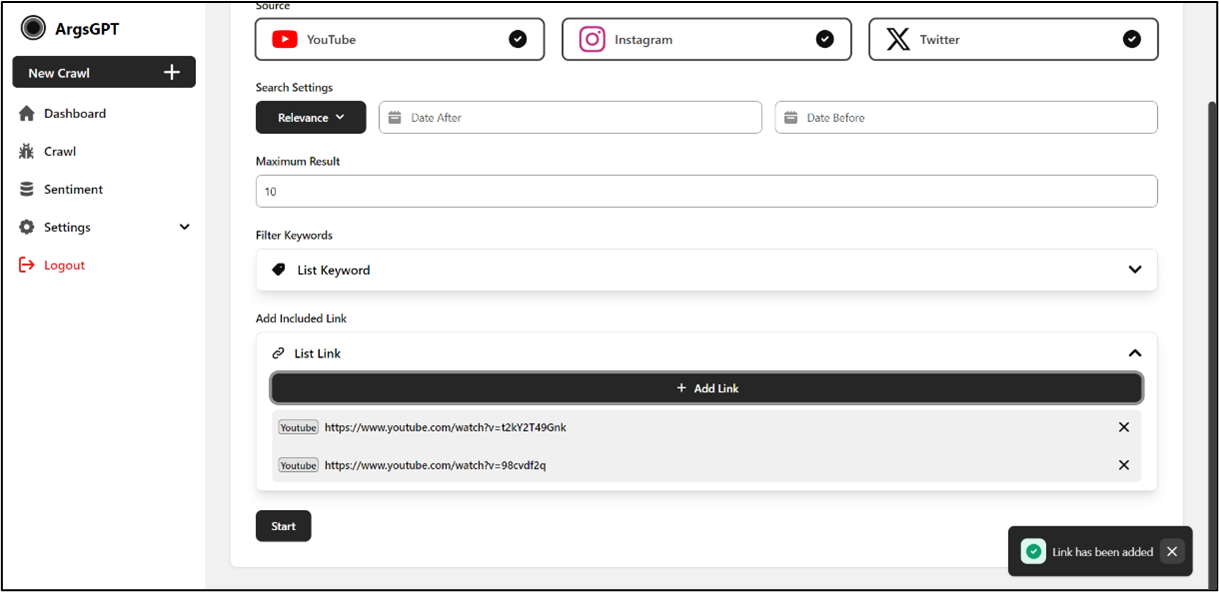 ArgsGPT
New Crawl
Dashboard
Crawl
Sentiment
Settings
Logout
Source
YouTube
Instagram
Twitter
Search Settings
Relevance
Date After
Date Before
Maximum Result
10
Filter Keywords
List Keyword
Add Included Link
List Link
+ Add Link
Youtube https://www.youtube.com/watch?v=t2kY2T49Gnk
Youtube https://www.youtube.com/watch?v=98cvdf2q
Start
Link has been added